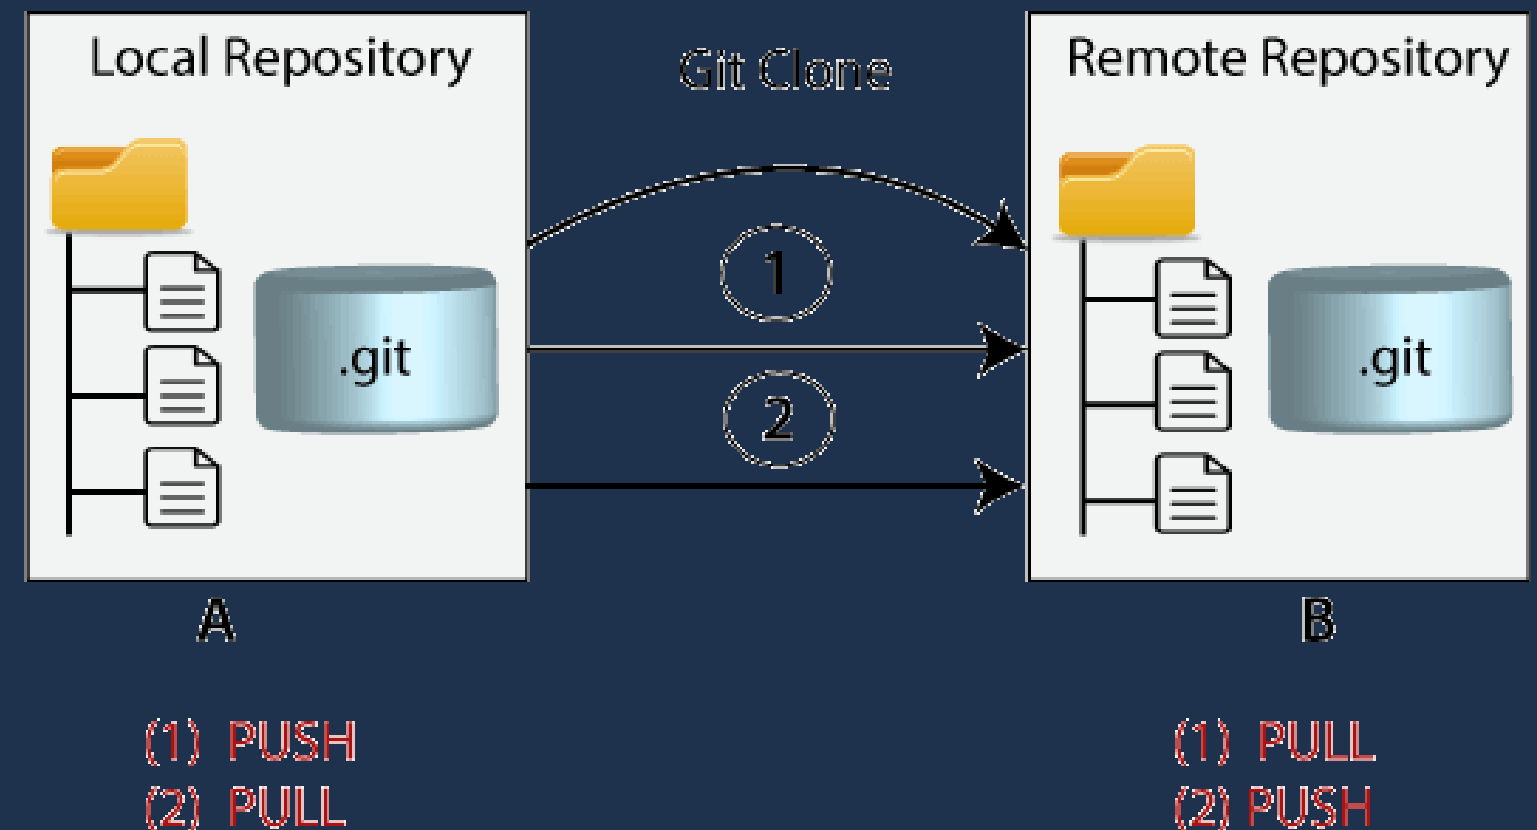 Local Repository
Git Clone
Remote Repository
1
.git
.git
2
A
B
(1) PUSH
(2) PULL
(1) PULL
(2) PUSH